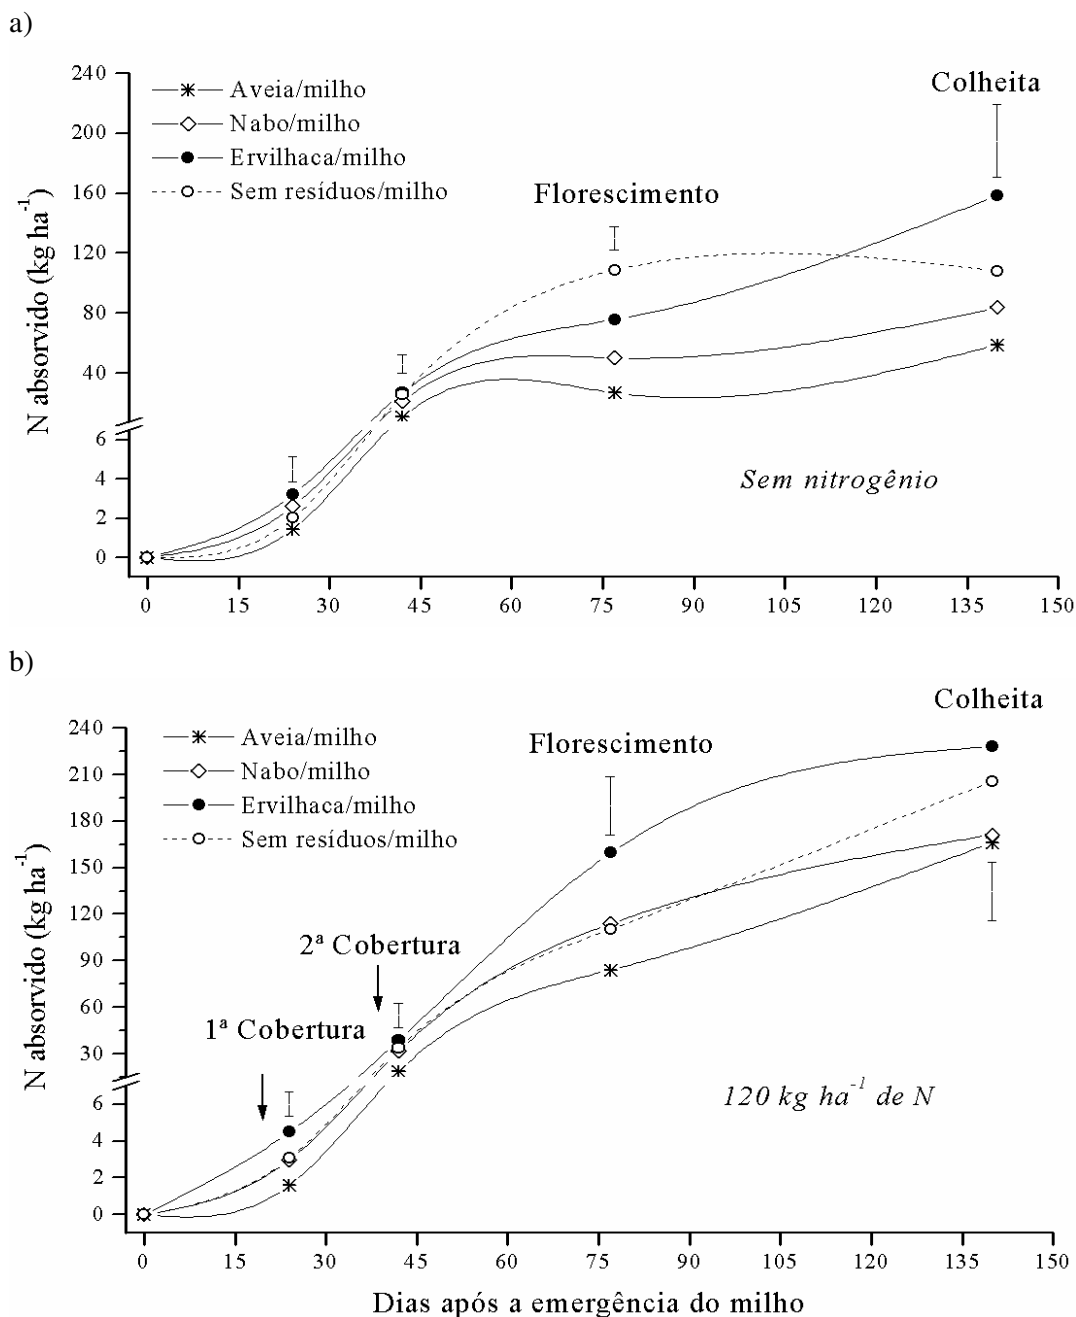 a)
240
200
160
120
80
40
6
4
2
0
N absorvido (kg ha⁻¹)
Aveia/milho
Nabo/milho
Ervilhaca/milho
Sem resíduos/milho
Florescimento
Colheita
Sem nitrogênio
0 15 30 45 60 75 90 105 120 135 150
b)
240
210
180
150
120
90
60
30
6
4
2
0
N absorvido (kg ha⁻¹)
Aveia/milho
Nabo/milho
Ervilhaca/milho
Sem resíduos/milho
Florescimento
Colheita
2ª Cobertura
1ª Cobertura
120 kg ha⁻¹ de N
0 15 30 45 60 75 90 105 120 135 150
Dias após a emergência do milho